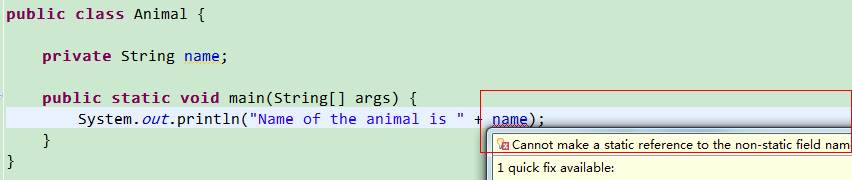 public class Animal {
private String name;
public static void main(String[] args) {
System.out.println("Name of the animal is " + name);
}
Cannot make a static reference to the non-static field name
}
1 quick fix available: